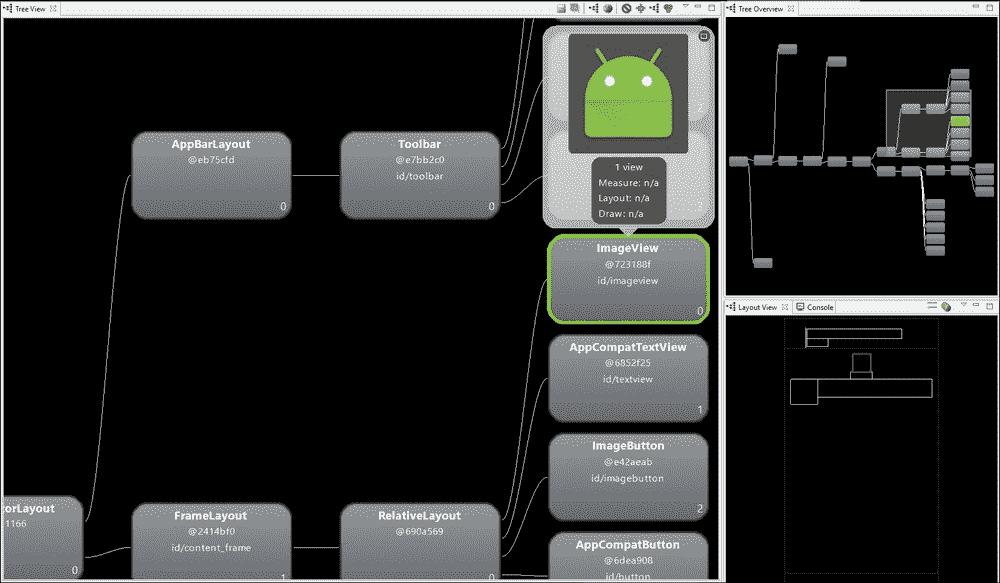 Tree View
AppBarLayout
@eb75cfd
0
Toolbar
@e7bb2c0
id/toolbar
0
2
1 view
Measure: n/a
Layout: n/a
Draw: n/a
ImageView
@723188f
id/imageview
0
AppCompatTextView
@6852f25
id/textview
1
ImageButton
@e42aeab
id/imagebutton
2
AppCompatButton
@6dea908
id/button
torLayout
1166
0
FrameLayout
@2414bf0
id/content_frame
1
RelativeLayout
@690a569
0
Tree Overview
Layout View
Console